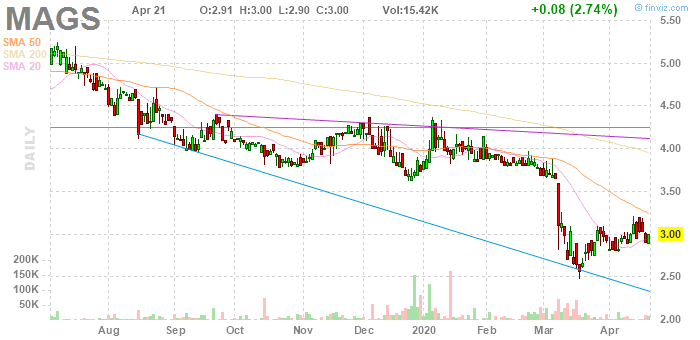 MAGS Apr 21 O:2.91 H:3.00 L:2.90 C:3.00 Vol:15.42K +0.08 (2.74%)
© finviz.com
SMA 50
SMA 200
SMA 20
DAILY
5.50
5.00
4.50
4.00
3.50
3.00
2.50
2.00
200K
150K
100K
50K
Aug Sep Oct Nov Dec 2020 Feb Mar Apr